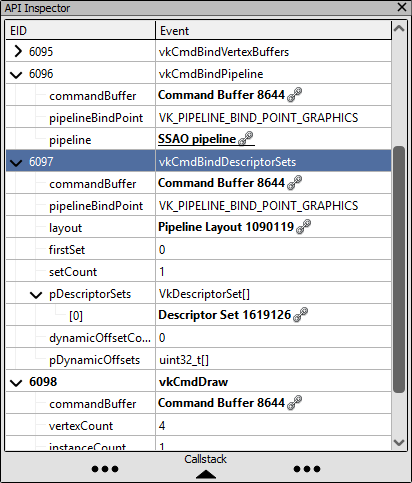 API Inspector
EID Event
6095 vkCmdBindVertexBuffers
6096 vkCmdBindPipeline
commandBuffer Command Buffer 8644
pipelineBindPoint VK_PIPELINE_BIND_POINT_GRAPHICS
pipeline SSAO pipeline
6097 vkCmdBindDescriptorSets
commandBuffer Command Buffer 8644
pipelineBindPoint VK_PIPELINE_BIND_POINT_GRAPHICS
layout Pipeline Layout 1090119
firstSet 0
setCount 1
pDescriptorSets VkDescriptorSet[]
[0] Descriptor Set 1619126
dynamicOffsetCo... 0
pDynamicOffsets uint32_t[]
6098 vkCmdDraw
commandBuffer Command Buffer 8644
vertexCount 4
instanceCount 1
Callstack